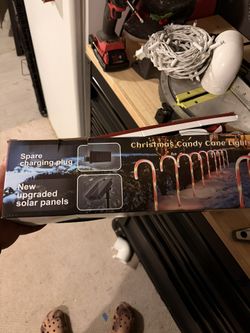 Christmas Candy Cane Light
Spare
charging plug
New
upgraded
solar panels